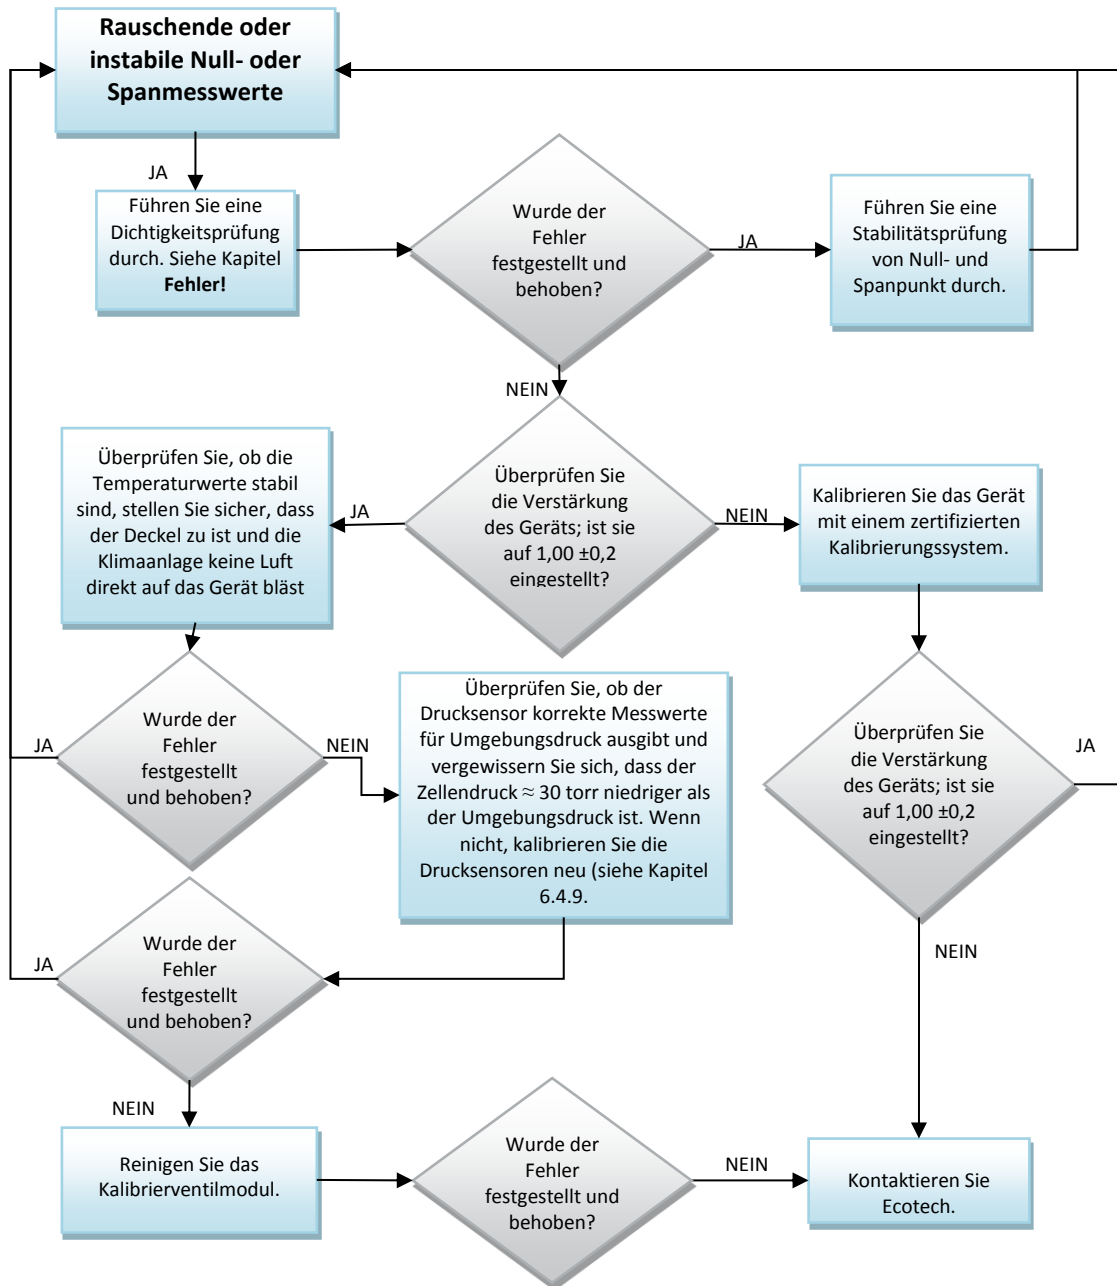 Rauschende oder
instabile Null- oder
Spanmesswerte
JA
Führen Sie eine
Dichtigkeitsprüfung
durch. Siehe Kapitel
Fehler!
Wurde der
Fehler
festgestellt und
behoben?
JA
Führen Sie eine
Stabilitätsprüfung
von Null- und
Spanpunkt durch.
NEIN
Überprüfen Sie, ob die
Temperaturwerte stabil
sind, stellen Sie sicher, dass
der Deckel zu ist und die
Klimaanlage keine Luft
direkt auf das Gerät bläst
JA
Überprüfen Sie
die Verstärkung
des Geräts; ist sie
auf 1,00 ±0,2
eingestellt?
NEIN
Kalibrieren Sie das Gerät
mit einem zertifizierten
Kalibrierungssystem.
JA
Wurde der
Fehler
festgestellt
und behoben?
NEIN
Überprüfen Sie, ob der
Drucksensor korrekte Messwerte
für Umgebungsdruck ausgibt und
vergewissern Sie sich, dass der
Zellendruck ≈ 30 torr niedriger als
der Umgebungsdruck ist. Wenn
nicht, kalibrieren Sie die
Drucksensoren neu (siehe Kapitel
6.4.9.
Überprüfen Sie
die Verstärkung
des Geräts; ist sie
auf 1,00 ±0,2
eingestellt?
JA
JA
Wurde der
Fehler
festgestellt
und behoben?
NEIN
NEIN
Reinigen Sie das
Kalibrierventilmodul.
Wurde der
Fehler
festgestellt und
behoben?
NEIN
Kontaktieren Sie
Ecotech.